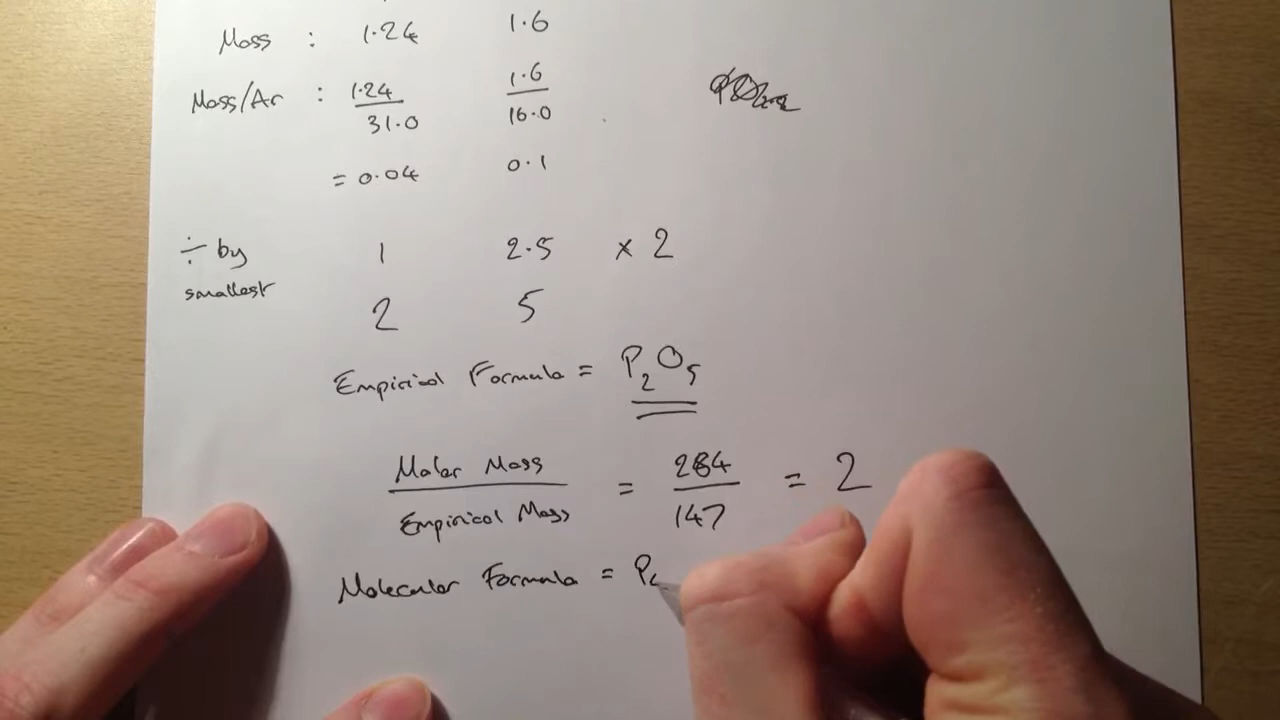 Mass : 1.24 1.6
Mass/Ar : 1.24/31.0 1.6/16.0
= 0.04 0.1
÷ by smallest 1 2.5 × 2
2 5
Empirical Formula = P₂O₅
Molar Mass/Empirical Mass = 284/147 = 2
Molecular Formula = P₄